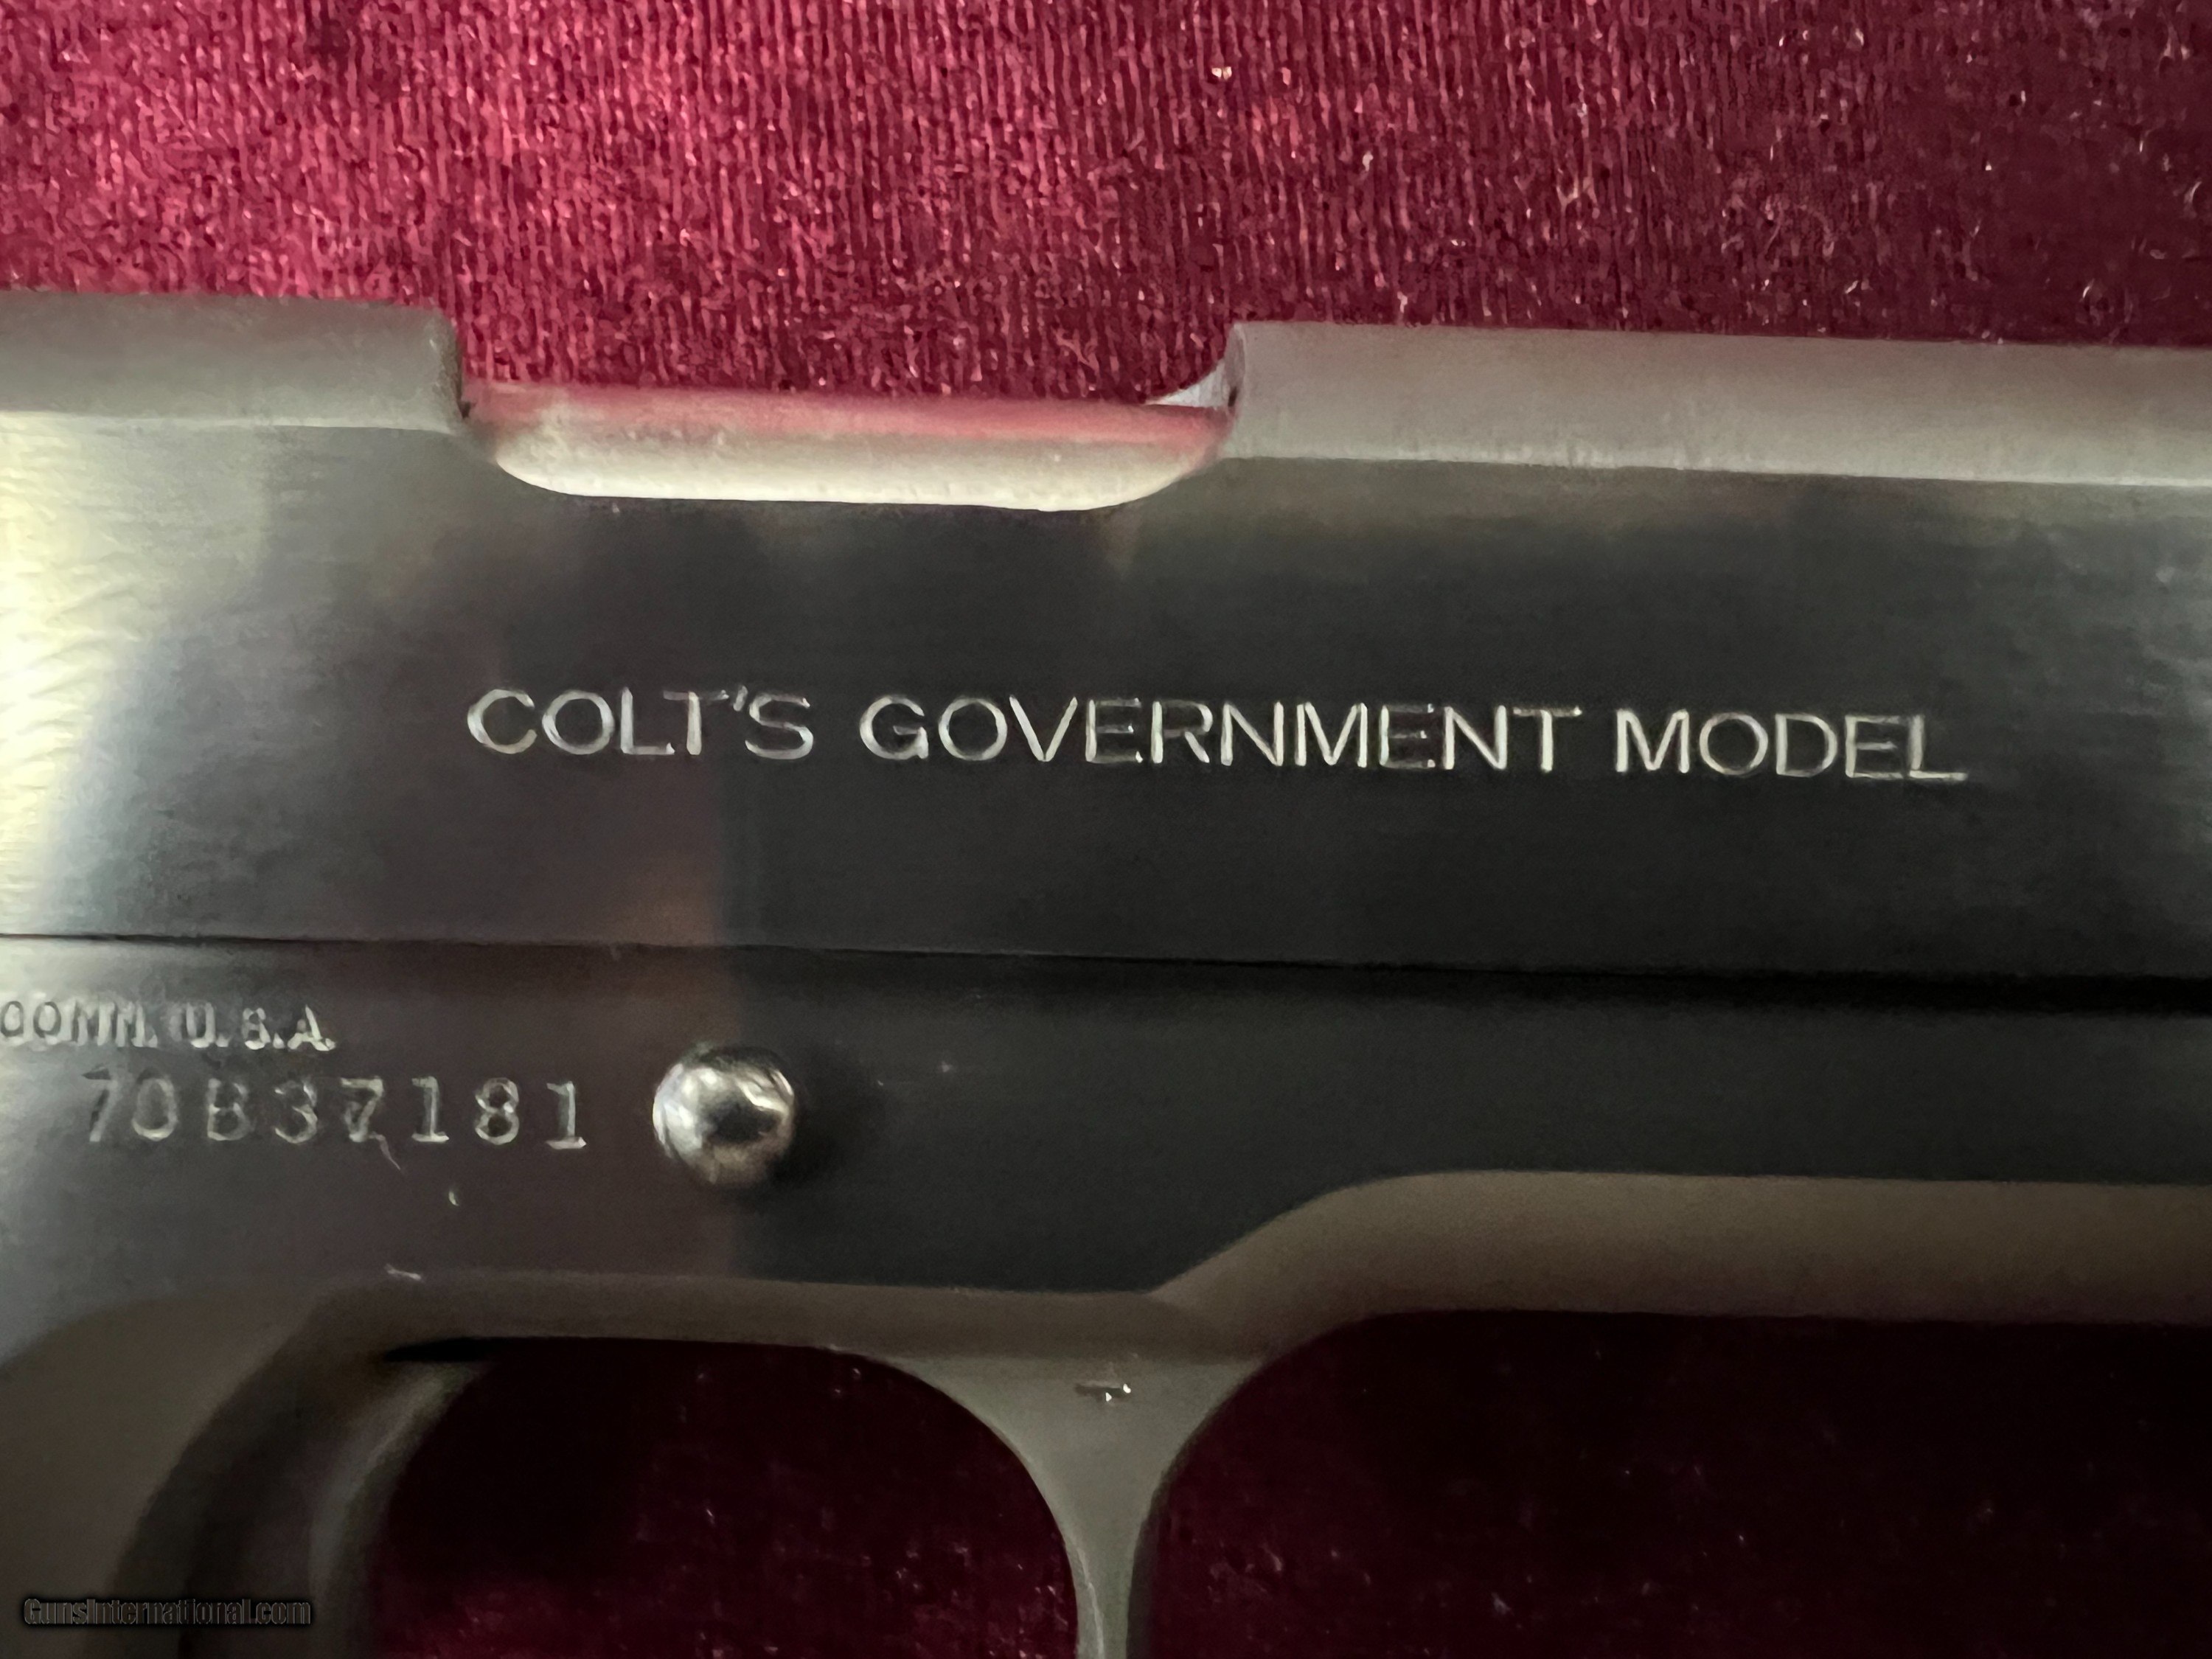 COLT'S GOVERNMENT MODEL
CONN. U.S.A.
70B37181
GunsInternational.com